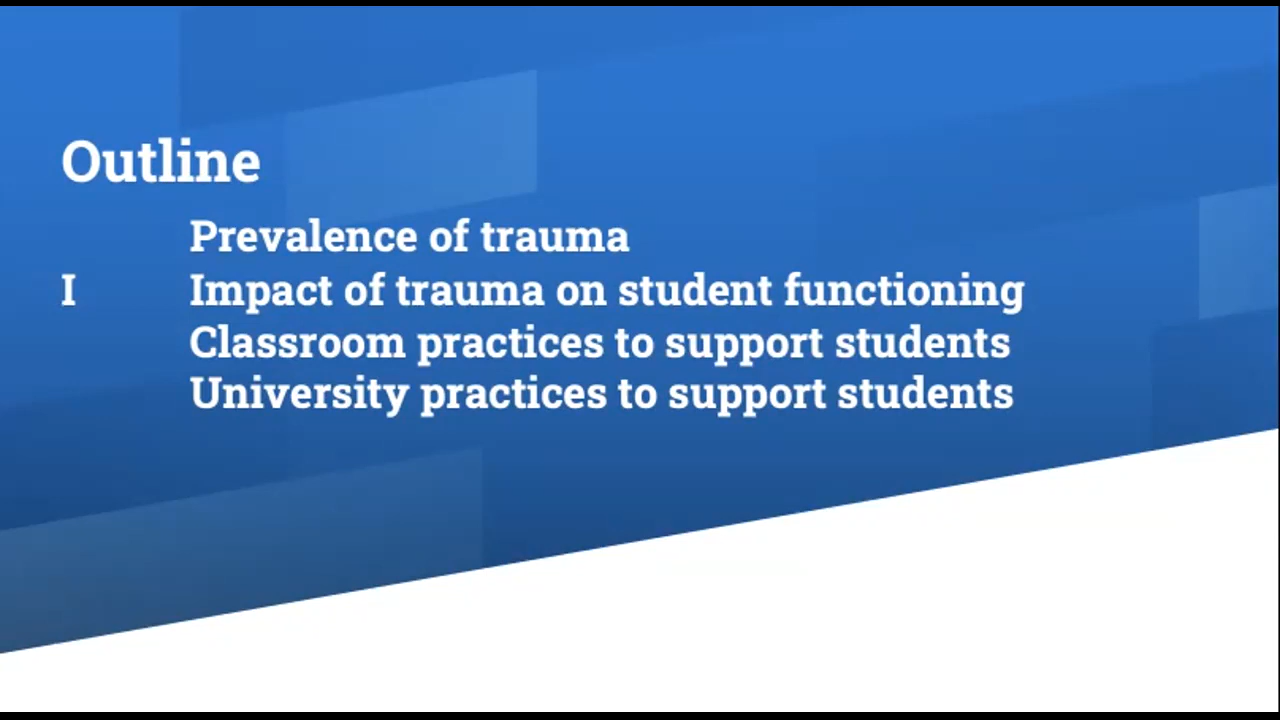 Outline
Prevalence of trauma
I Impact of trauma on student functioning
Classroom practices to support students
University practices to support students